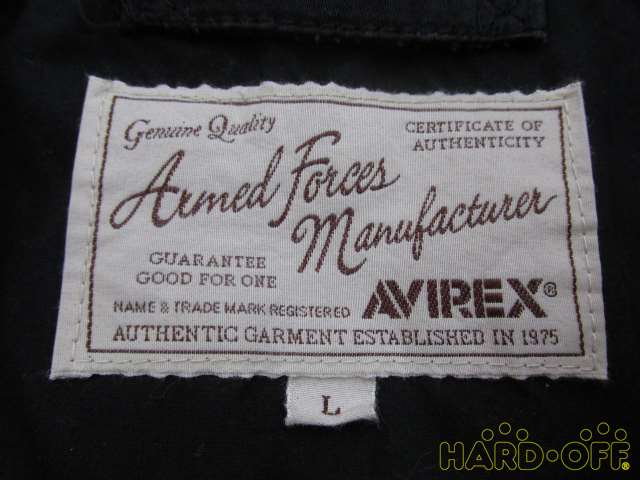 Genuine Quality
CERTIFICATE OF
AUTHENTICITY
Armed Forces
Manufacturer
GUARANTEE
GOOD FOR ONE
NAME & TRADE MARK REGISTERED
AVIREX®
AUTHENTIC GARMENT ESTABLISHED IN 1975
L
HARD·OFF®